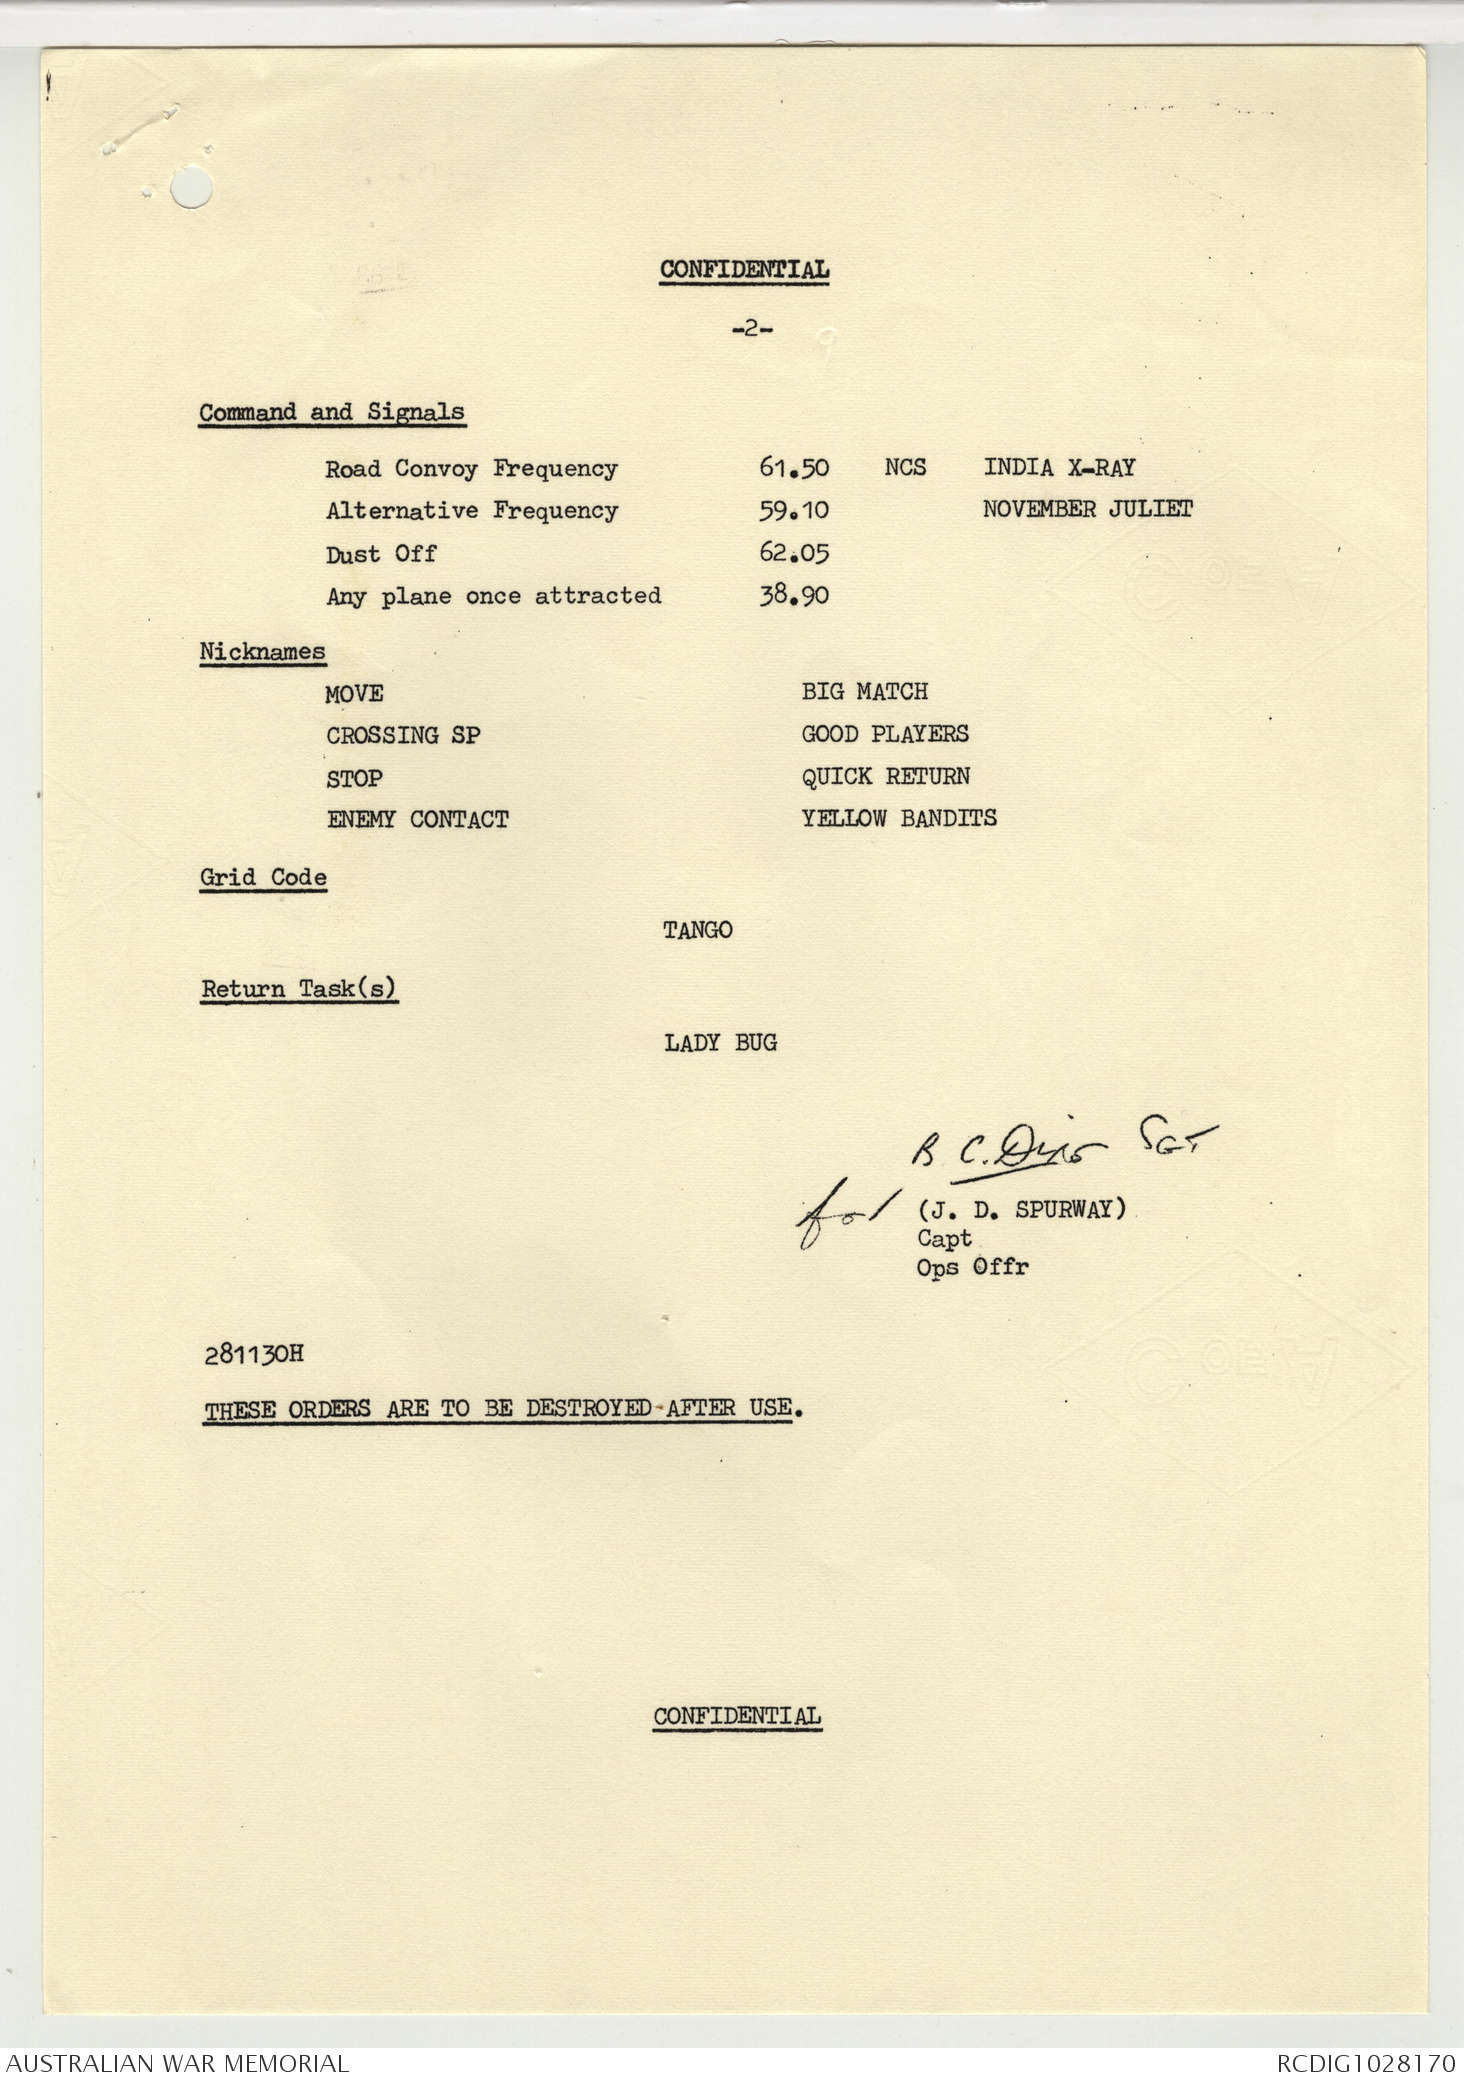 CONFIDENTIAL
-2-
Command and Signals
Road Convoy Frequency 61.50 NCS INDIA X-RAY
Alternative Frequency 59.10 NOVEMBER JULIET
Dust Off 62.05
Any plane once attracted 38.90
Nicknames
MOVE BIG MATCH
CROSSING SP GOOD PLAYERS
STOP QUICK RETURN
ENEMY CONTACT YELLOW BANDITS
Grid Code
TANGO
Return Task(s)
LADY BUG
B C. SGT
for (J. D. SPURWAY)
Capt
Ops Offr
281130H
THESE ORDERS ARE TO BE DESTROYED AFTER USE.
CONFIDENTIAL
AUSTRALIAN WAR MEMORIAL RCDIG1028170